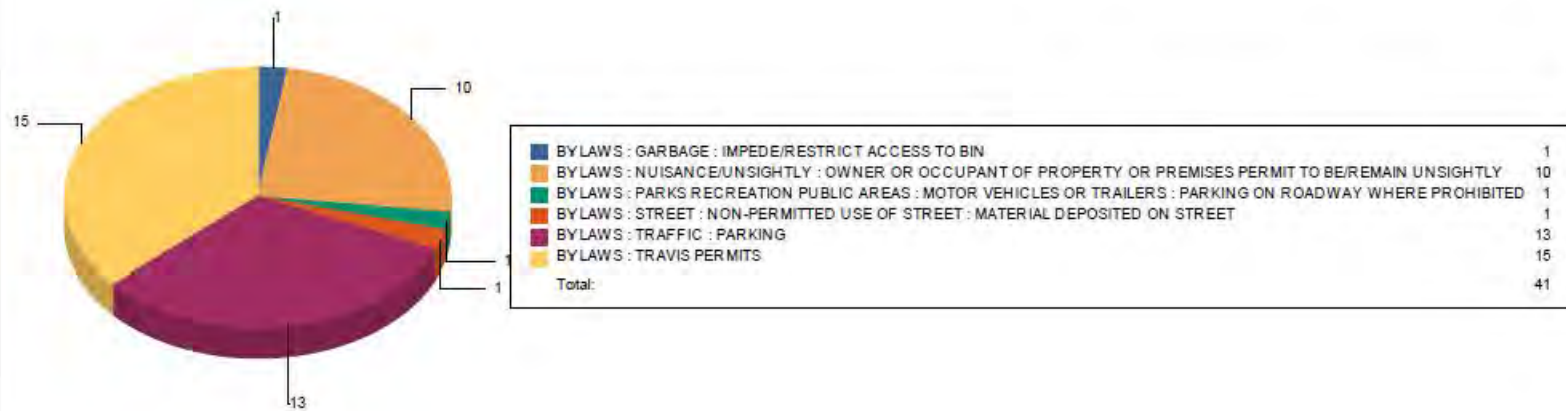 1
10
15
BYLAWS : GARBAGE : IMPEDE/RESTRICT ACCESS TO BIN 1
BYLAWS : NUISANCE/UNSIGHTLY : OWNER OR OCCUPANT OF PROPERTY OR PREMISES PERMIT TO BE/REMAIN UNSIGHTLY 10
BYLAWS : PARKS RECREATION PUBLIC AREAS : MOTOR VEHICLES OR TRAILERS : PARKING ON ROADWAY WHERE PROHIBITED 1
BYLAWS : STREET : NON-PERMITTED USE OF STREET : MATERIAL DEPOSITED ON STREET 1
BYLAWS : TRAFFIC : PARKING 13
BYLAWS : TRAVIS PERMITS 15
Total: 41
1
1
13